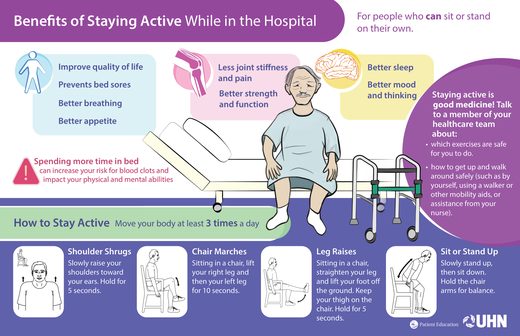 Benefits of Staying Active While in the Hospital
For people who can sit or stand
on their own.
Improve quality of life
Prevents bed sores
Better breathing
Better appetite
Less joint stiffness
and pain
Better strength
and function
Better sleep
Better mood
and thinking
Staying active is
good medicine! Talk
to a member of your
healthcare team
about:
• which exercises are safe
for you to do.
• how to get up and walk
around safely (such as by
yourself, using a walker or
other mobility aids, or
assistance from your
nurse).
Spending more time in bed
can increase your risk for blood clots and
impact your physical and mental abilities
How to Stay Active Move your body at least 3 times a day
Shoulder Shrugs
Slowly raise your
shoulders toward
your ears. Hold for
5 seconds.
Chair Marches
Sitting in a chair, lift
your right leg and
then your left leg
for 10 seconds.
Leg Raises
Sitting in a chair,
straighten your leg
and lift your foot off
the ground. Keep
your thigh on the
chair. Hold for 5
seconds.
Sit or Stand Up
Slowly stand up,
then sit down.
Hold the chair
arms for balance.
Patient Education
UHN